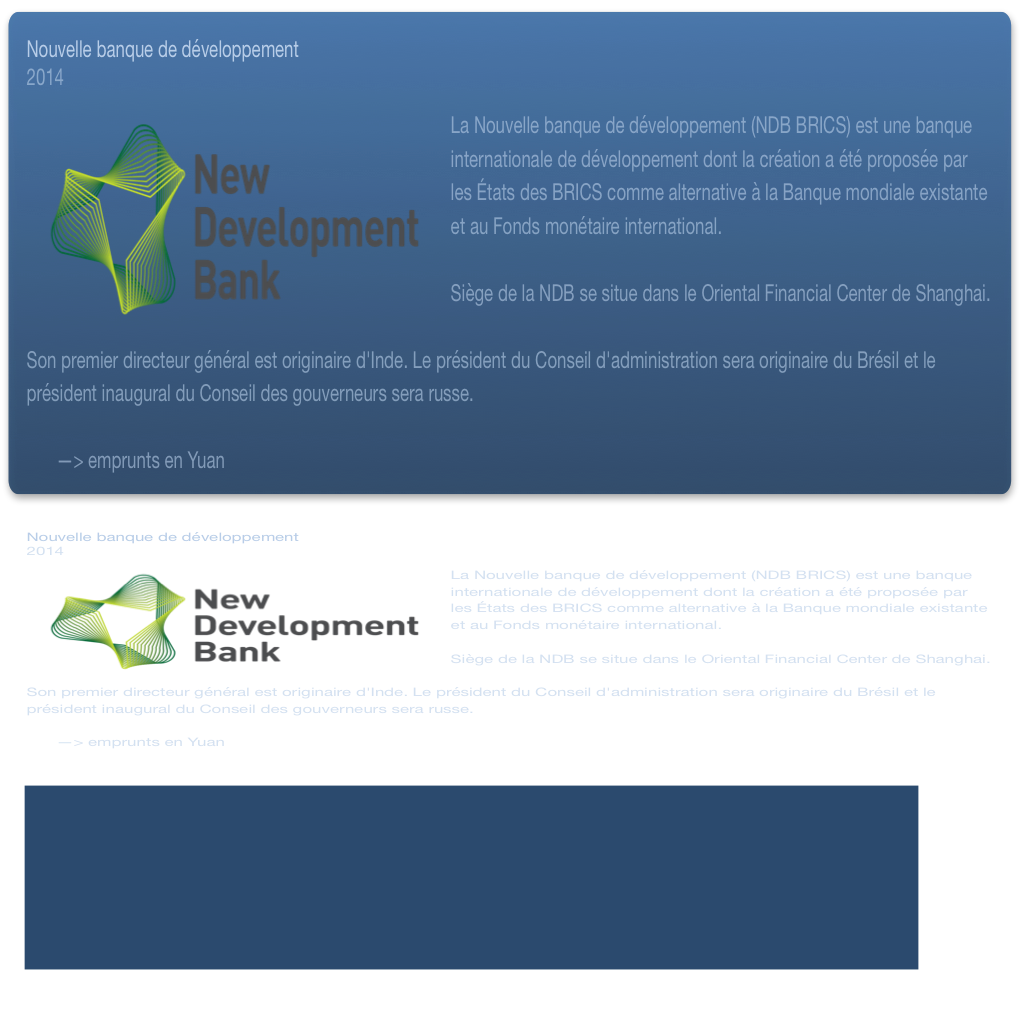 Nouvelle banque de développement
2014
New
Development
Bank
La Nouvelle banque de développement (NDB BRICS) est une banque
internationale de développement dont la création a été proposée par
les États des BRICS comme alternative à la Banque mondiale existante
et au Fonds monétaire international.
Siège de la NDB se situe dans le Oriental Financial Center de Shanghai.
Son premier directeur général est originaire d'Inde. Le président du Conseil d'administration sera originaire du Brésil et le
président inaugural du Conseil des gouverneurs sera russe.
—> emprunts en Yuan
Nouvelle banque de développement
2014
New
Development
Bank
La Nouvelle banque de développement (NDB BRICS) est une banque
internationale de développement dont la création a été proposée par
les États des BRICS comme alternative à la Banque mondiale existante
et au Fonds monétaire international.
Siège de la NDB se situe dans le Oriental Financial Center de Shanghai.
Son premier directeur général est originaire d'Inde. Le président du Conseil d'administration sera originaire du Brésil et le
président inaugural du Conseil des gouverneurs sera russe.
—> emprunts en Yuan